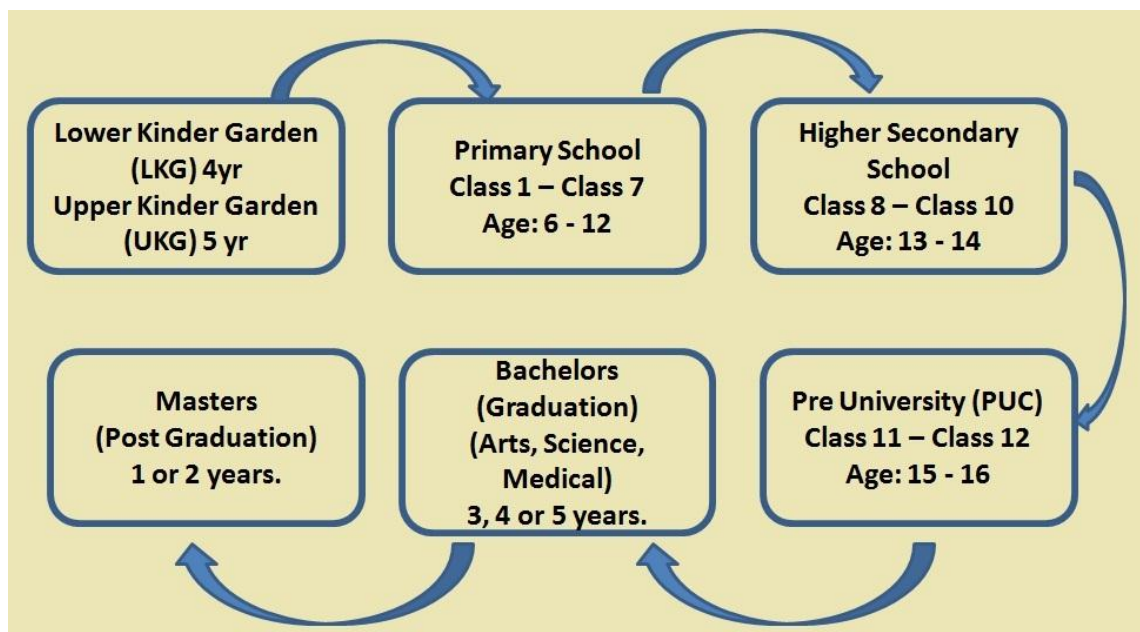 Lower Kinder Garden
(LKG) 4yr
Upper Kinder Garden
(UKG) 5 yr
Primary School
Class 1 – Class 7
Age: 6 - 12
Higher Secondary
School
Class 8 – Class 10
Age: 13 - 14
Pre University (PUC)
Class 11 – Class 12
Age: 15 - 16
Bachelors
(Graduation)
(Arts, Science,
Medical)
3, 4 or 5 years.
Masters
(Post Graduation)
1 or 2 years.